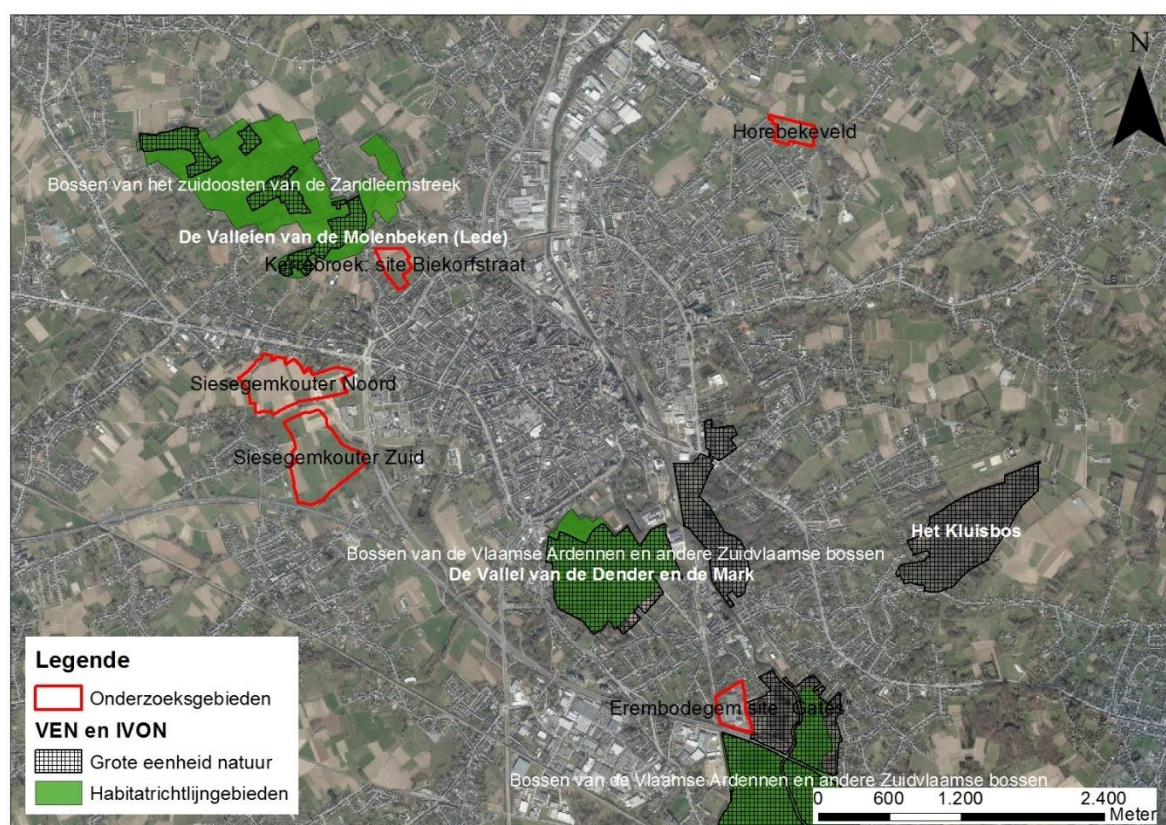 N
Horebekeveld
Bossen van het zuidoosten van de Zandleemstreek
De Valleien van de Molenbeken (Lede)
Kerrebroek: site Biekorfstraat
Siesegemkouter Noord
Siesegemkouter Zuid
Het Kluisbos
Bossen van de Vlaamse Ardennen en andere Zuidvlaamse bossen
De Vallei van de Dender en de Mark
Erembodegem site "Gates"
Bossen van de Vlaamse Ardennen en andere Zuidvlaamse bossen
Legende
Onderzoeksgebieden
VEN en IVON
Grote eenheid natuur
Habitatrichtlijngebieden
0 600 1.200 2.400
Meter